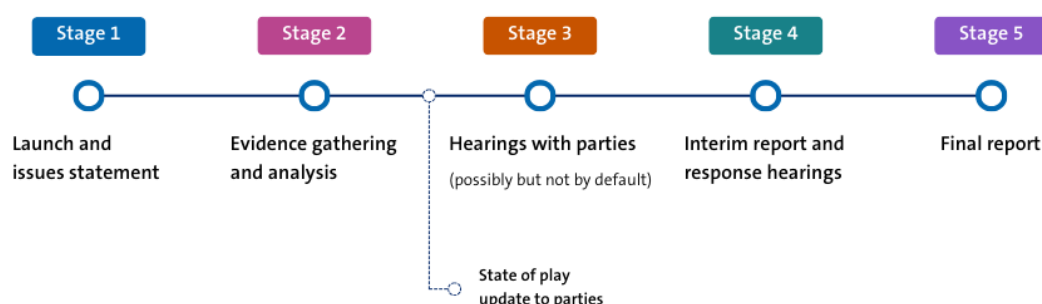 Stage 1
Stage 2
Stage 3
Stage 4
Stage 5
Launch and
issues statement
Evidence gathering
and analysis
Hearings with parties
(possibly but not by default)
Interim report and
response hearings
Final report
State of play
update to parties